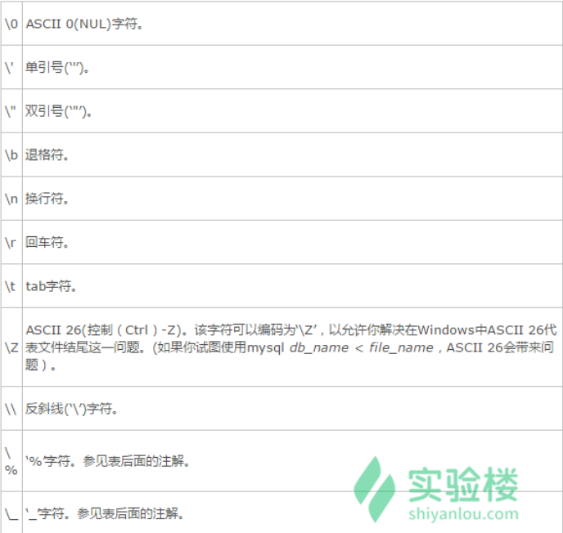 \0 ASCII 0(NUL)字符。
\' 单引号(‘'’)。
\" 双引号(‘"’)。
\b 退格符。
\n 换行符。
\r 回车符。
\t tab字符。
\Z ASCII 26(控制（Ctrl）-Z)。该字符可以编码为‘\Z’，以允许你解决在Windows中ASCII 26代
表文件结尾这一问题。(如果你试图使用mysql db_name < file_name，ASCII 26会带来问
题）。
\\ 反斜线(‘\’)字符。
\
% ‘%’字符。参见表后面的注解。
\_ ‘_’字符。参见表后面的注解。
实验楼
shiyanlou.com